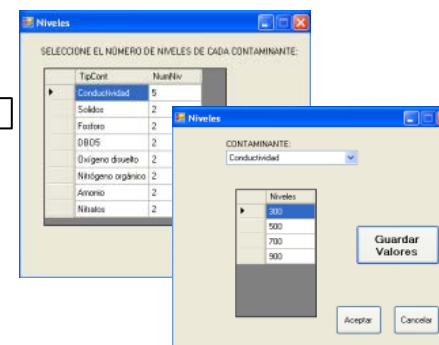 Niveles
SELECCIONE EL NÚMERO DE NIVELES DE CADA CONTAMINANTE:
TipCont NumNiv
Conductividad 5
Solidos 2
Fosforo 2
DBO5 2
Oxígeno disuelto 2
Nitrógeno orgánico 2
Amonio 2
Nitratos 2
Niveles
CONTAMINANTE:
Conductividad
Niveles
300
500
700
900
Guardar
Valores
Aceptar Cancelar